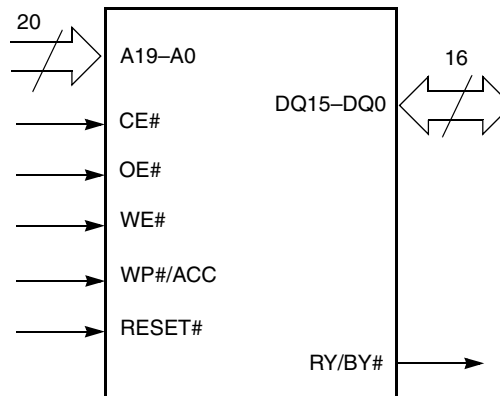 20
A19–A0
16
DQ15–DQ0
CE#
OE#
WE#
WP#/ACC
RESET#
RY/BY#